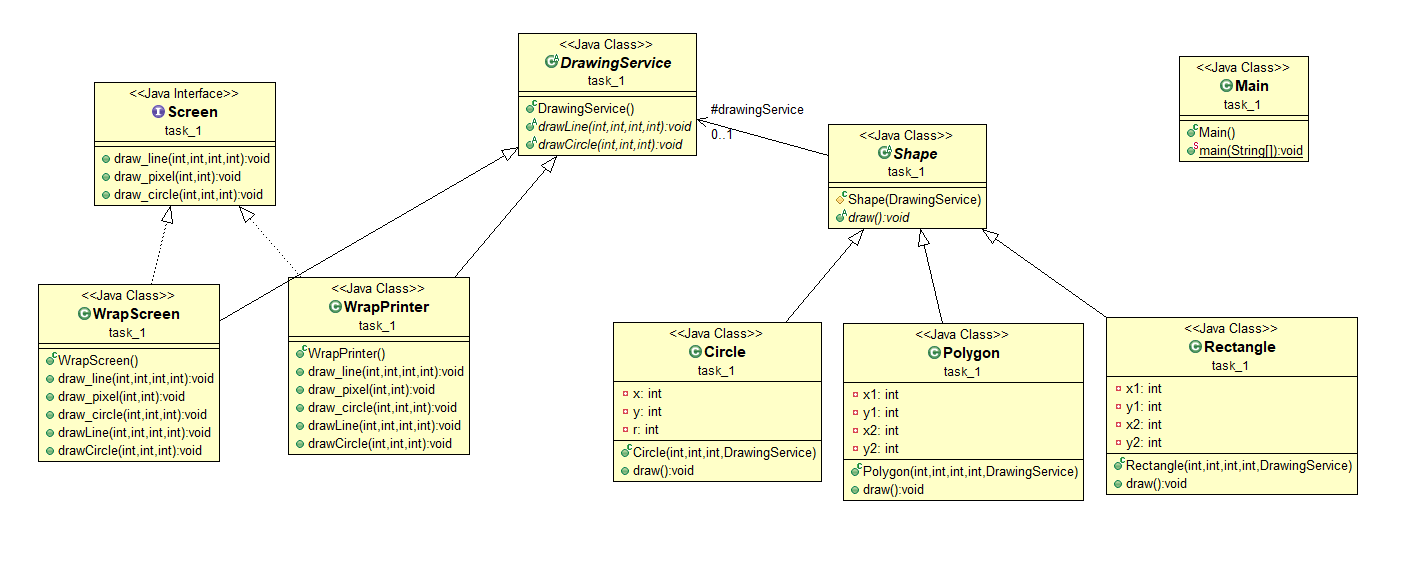 <<Java Interface>>
Screen
task_1
draw_line(int,int,int,int):void
draw_pixel(int,int):void
draw_circle(int,int,int):void
<<Java Class>>
DrawingService
task_1
DrawingService()
drawLine(int,int,int,int):void
drawCircle(int,int,int):void
#drawingService
0..1
<<Java Class>>
Shape
task_1
Shape(DrawingService)
draw():void
<<Java Class>>
Main
task_1
Main()
main(String[]):void
<<Java Class>>
WrapScreen
task_1
WrapScreen()
draw_line(int,int,int,int):void
draw_pixel(int,int):void
draw_circle(int,int,int):void
drawLine(int,int,int,int):void
drawCircle(int,int,int):void
<<Java Class>>
WrapPrinter
task_1
WrapPrinter()
draw_line(int,int,int,int):void
draw_pixel(int,int):void
draw_circle(int,int,int):void
drawLine(int,int,int,int):void
drawCircle(int,int,int):void
<<Java Class>>
Circle
task_1
x: int
y: int
r: int
Circle(int,int,int,DrawingService)
draw():void
<<Java Class>>
Polygon
task_1
x1: int
y1: int
x2: int
y2: int
Polygon(int,int,int,int,DrawingService)
draw():void
<<Java Class>>
Rectangle
task_1
x1: int
y1: int
x2: int
y2: int
Rectangle(int,int,int,int,DrawingService)
draw():void